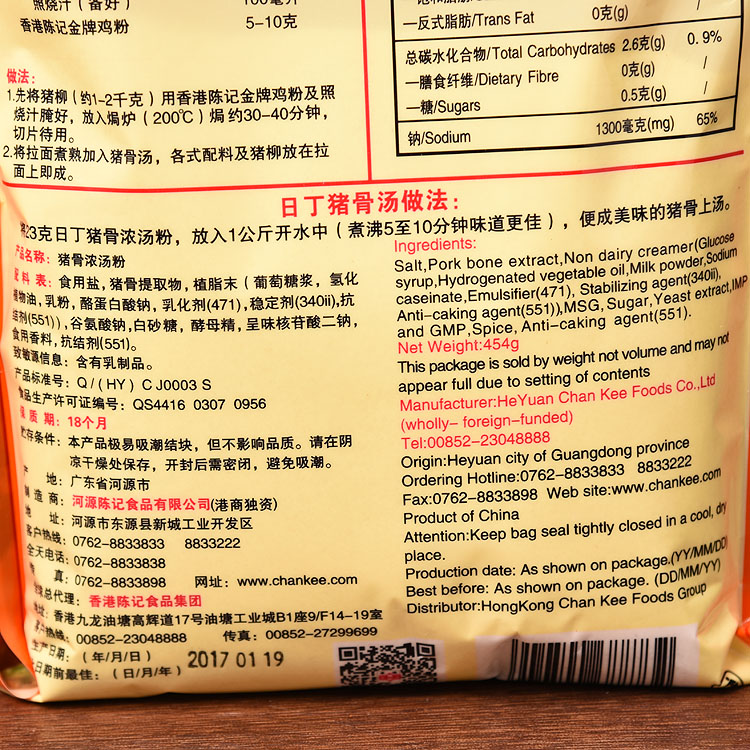 照烧汁（备好） 100毫升
香港陈记金牌鸡粉 5-10克
做法：
1.先将猪柳（约1-2千克）用香港陈记金牌鸡粉及照
烧汁腌好，放入焗炉（200℃）焗约30-40分钟，
切片待用。
2.将拉面煮熟加入猪骨汤，各式配料及猪柳放在拉
面上即成。
—反式脂肪/Trans Fat 0克(g) /
总碳水化合物/Total Carbohydrates 2.6克(g) 0.9%
—膳食纤维/Dietary Fibre 0克(g) /
—糖/Sugars 0.5克(g) /
钠/Sodium 1300毫克(mg) 65%
日丁猪骨汤做法：
将23克日丁猪骨浓汤粉，放入1公斤开水中（煮沸5至10分钟味道更佳），便成美味的猪骨上汤。
产品名称：猪骨浓汤粉
配料表：食用盐,猪骨提取物,植脂末（葡萄糖浆，氢化
植物油,乳粉,酪蛋白酸钠,乳化剂(471),稳定剂(340ii),抗
结剂(551)）,谷氨酸钠,白砂糖，酵母精,呈味核苷酸二钠,
食用香料,抗结剂(551)。
致敏源信息：含有乳制品。
产品标准号：Q/(HY) CJ0003 S
食品生产许可证编号：QS4416 0307 0956
保质期：18个月
贮存条件：本产品极易吸潮结块，但不影响品质。请在阴
凉干燥处保存，开封后需密闭，避免吸潮。
产地：广东省河源市
制造商：河源陈记食品有限公司(港商独资)
地址：河源市东源县新城工业开发区
客户热线：0762-8833833 8833222
全天电话：0762-8833838
传真：0762-8833898 网址：www.chankee.com
全球总代理：香港陈记食品集团
地址：香港九龙油塘高辉道17号油塘工业城B1座9/F14-19室
客户热线：00852-23048888 传真：00852-27299699
生产日期：（年/月/日） 2017 01 19
此日期前最佳：（日/月/年）
Ingredients:
Salt,Pork bone extract,Non dairy creamer(Glucose
syrup,Hydrogenated vegetable oil,Milk powder,Sodium
caseinate,Emulsifier(471), Stabilizing agent(340ii),
Anti-caking agent(551)),MSG,Sugar,Yeast extract,IMP
and GMP,Spice, Anti-caking agent(551).
Net Weight:454g
This package is sold by weight not volume and may not
appear full due to setting of contents
Manufacturer:HeYuan Chan Kee Foods Co.,Ltd
(wholly- foreign-funded)
Tel:00852-23048888
Origin:Heyuan city of Guangdong province
Ordering Hotline:0762-8833833 8833222
Fax:0762-8833898 Web site:www.chankee.com
Product of China
Attention:Keep bag seal tightly closed in a cool, dry
place.
Production date: As shown on package.(YY/MM/DD)
Best before: As shown on package. (DD/MM/YY)
Distributor:HongKong Chan Kee Foods Group